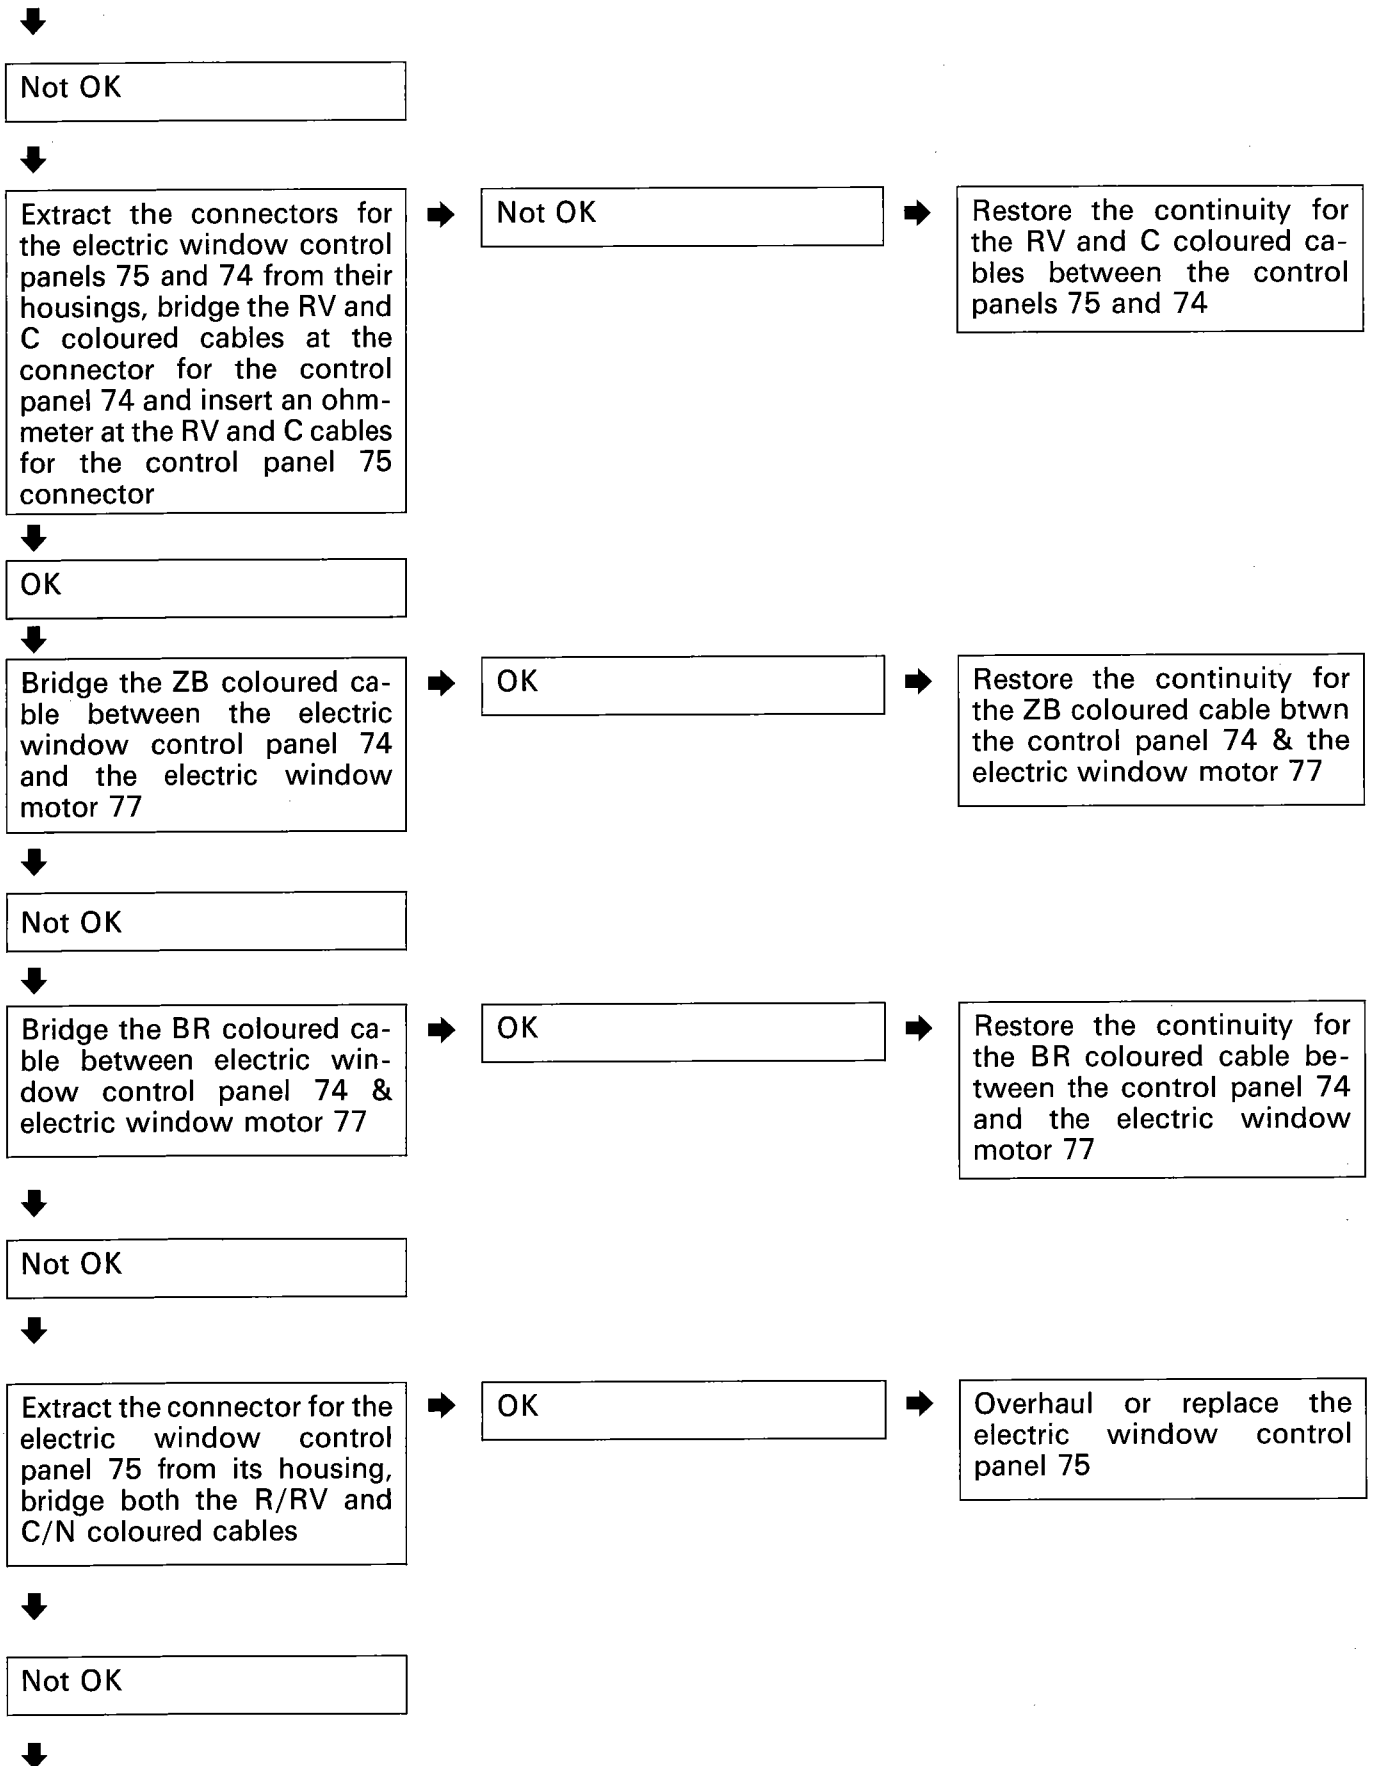 Not OK
Extract the connectors for
the electric window control
panels 75 and 74 from their
housings, bridge the RV and
C coloured cables at the
connector for the control
panel 74 and insert an ohm-
meter at the RV and C cables
for the control panel 75
connector
Not OK
Restore the continuity for
the RV and C coloured ca-
bles between the control
panels 75 and 74
OK
Bridge the ZB coloured ca-
ble between the electric
window control panel 74
and the electric window
motor 77
OK
Restore the continuity for
the ZB coloured cable btwn
the control panel 74 & the
electric window motor 77
Not OK
Bridge the BR coloured ca-
ble between electric win-
dow control panel 74 &
electric window motor 77
OK
Restore the continuity for
the BR coloured cable be-
tween the control panel 74
and the electric window
motor 77
Not OK
Extract the connector for the
electric window control
panel 75 from its housing,
bridge both the R/RV and
C/N coloured cables
OK
Overhaul or replace the
electric window control
panel 75
Not OK